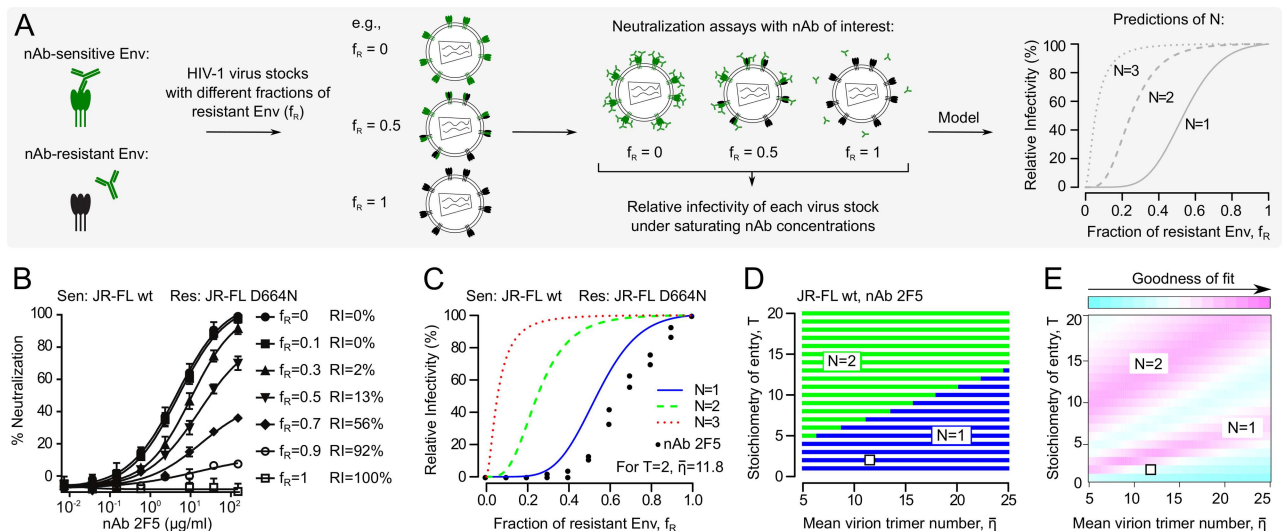 A
nAb-sensitive Env:
nAb-resistant Env:
HIV-1 virus stocks
with different fractions of
resistant Env (fR)
e.g.,
fR = 0
fR = 0.5
fR = 1
Neutralization assays with nAb of interest:
fR = 0
fR = 0.5
fR = 1
Relative infectivity of each virus stock
under saturating nAb concentrations
Model
Predictions of N:
Relative Infectivity (%)
100
80
60
40
20
0
N=3
N=2
N=1
0
0.2
0.4
0.6
0.8
1
Fraction of resistant Env, fR
B
Sen: JR-FL wt Res: JR-FL D664N
% Neutralization
100
80
60
40
20
0
10⁻²
10⁻¹
10⁰
10¹
10²
nAb 2F5 (µg/ml)
fR=0 RI=0%
fR=0.1 RI=0%
fR=0.3 RI=2%
fR=0.5 RI=13%
fR=0.7 RI=56%
fR=0.9 RI=92%
fR=1 RI=100%
C
Sen: JR-FL wt Res: JR-FL D664N
Relative Infectivity (%)
100
80
60
40
20
0
N=1
N=2
N=3
nAb 2F5
For T=2, η̄=11.8
0.0
0.2
0.4
0.6
0.8
1.0
Fraction of resistant Env, fR
D
JR-FL wt, nAb 2F5
Stoichiometry of entry, T
20
15
10
5
0
N=2
N=1
5
10
15
20
25
Mean virion trimer number, η̄
E
Goodness of fit
Stoichiometry of entry, T
20
15
10
5
0
N=2
N=1
5
10
15
20
25
Mean virion trimer number, η̄